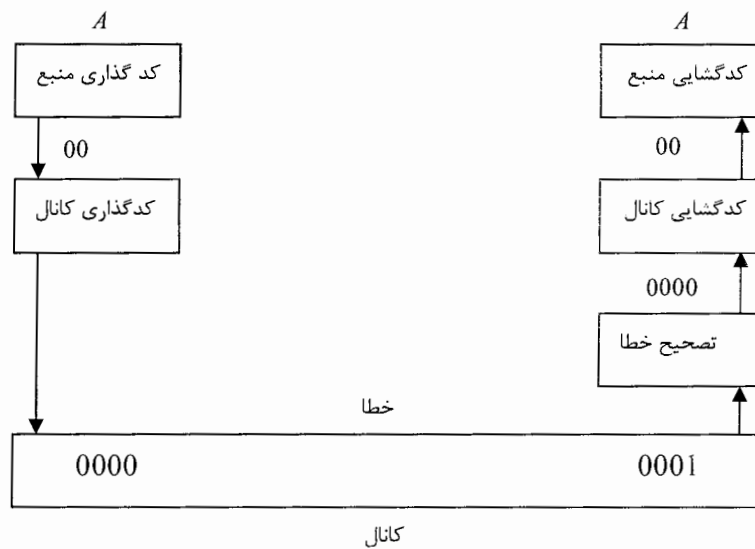 A A
کد گذاری منبع کدگشایی منبع
00 00
کدگذاری کانال کدگشایی کانال
0000
تصحیح خطا
خطا
0000 0001
کانال